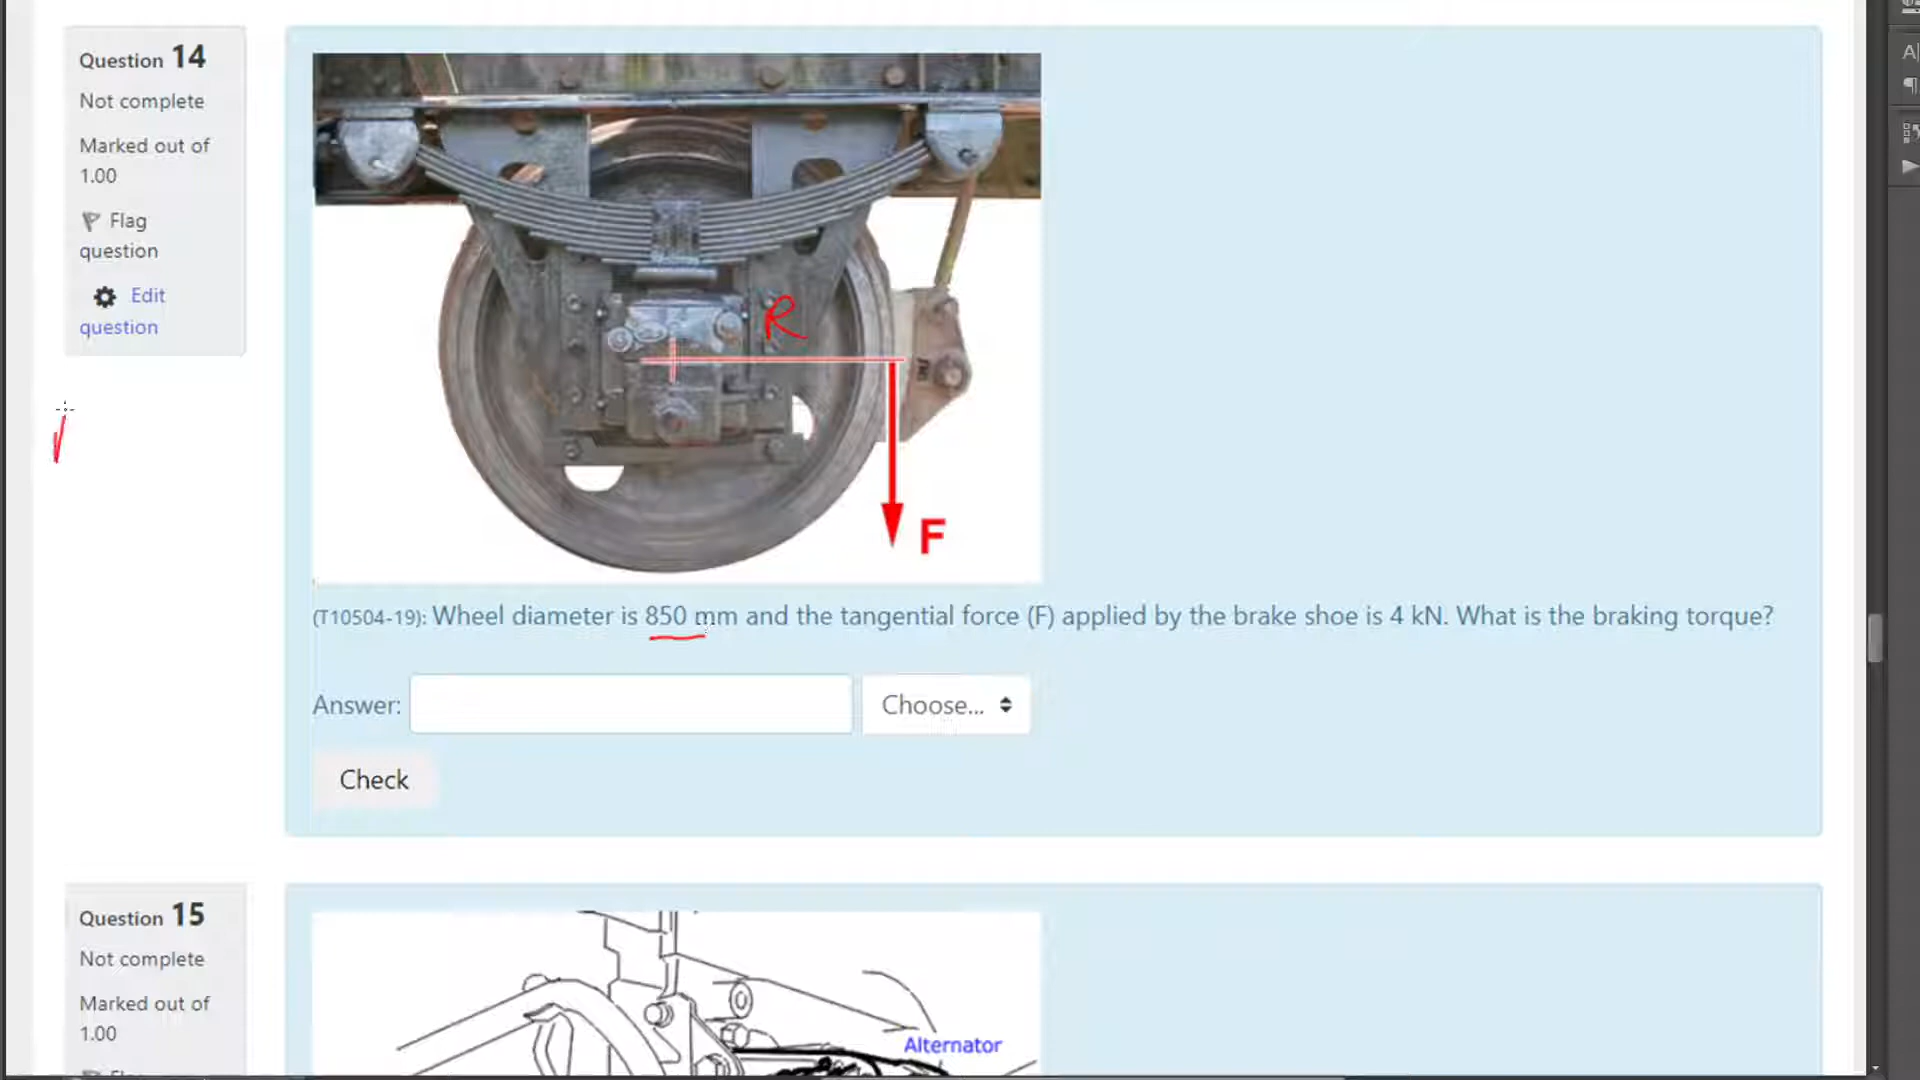 Question 14
Not complete
Marked out of
1.00
Flag
question
Edit
question
R
F
(T10504-19): Wheel diameter is 850 mm and the tangential force (F) applied by the brake shoe is 4 kN. What is the braking torque?
Answer:
Choose...
Check
Question 15
Not complete
Marked out of
1.00
Alternator